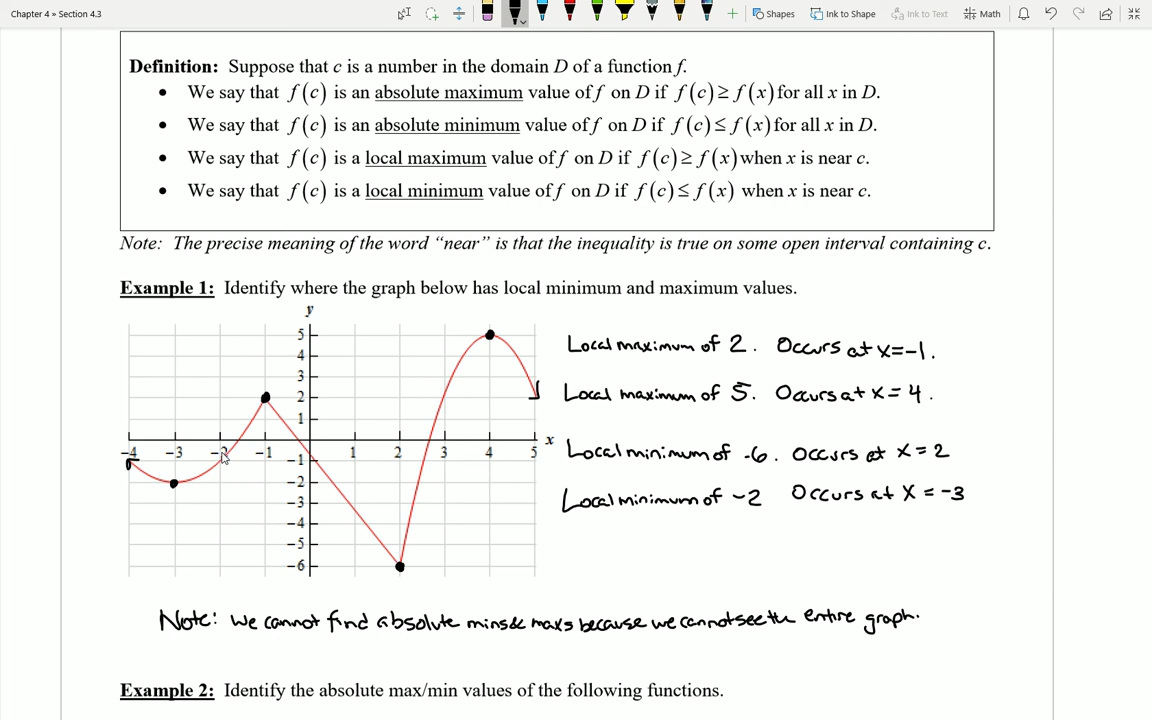 Chapter 4 » Section 4.3
Shapes Ink to Shape Ink to Text Math
Definition: Suppose that c is a number in the domain D of a function f.
• We say that f(c) is an absolute maximum value of f on D if f(c) ≥ f(x) for all x in D.
• We say that f(c) is an absolute minimum value of f on D if f(c) ≤ f(x) for all x in D.
• We say that f(c) is a local maximum value of f on D if f(c) ≥ f(x) when x is near c.
• We say that f(c) is a local minimum value of f on D if f(c) ≤ f(x) when x is near c.
Note: The precise meaning of the word “near” is that the inequality is true on some open interval containing c.
Example 1: Identify where the graph below has local minimum and maximum values.
y
5
4
3
2
1
-4 -3 -2 -1 1 2 3 4 5 x
-1
-2
-3
-4
-5
-6
Local maximum of 2. Occurs at x=-1.
Local maximum of 5. Occurs at x=4.
Local minimum of -6. Occurs at x=2
Local minimum of -2 Occurs at x=-3
Note: We cannot find absolute mins & maxs because we cannot see the entire graph.
Example 2: Identify the absolute max/min values of the following functions.